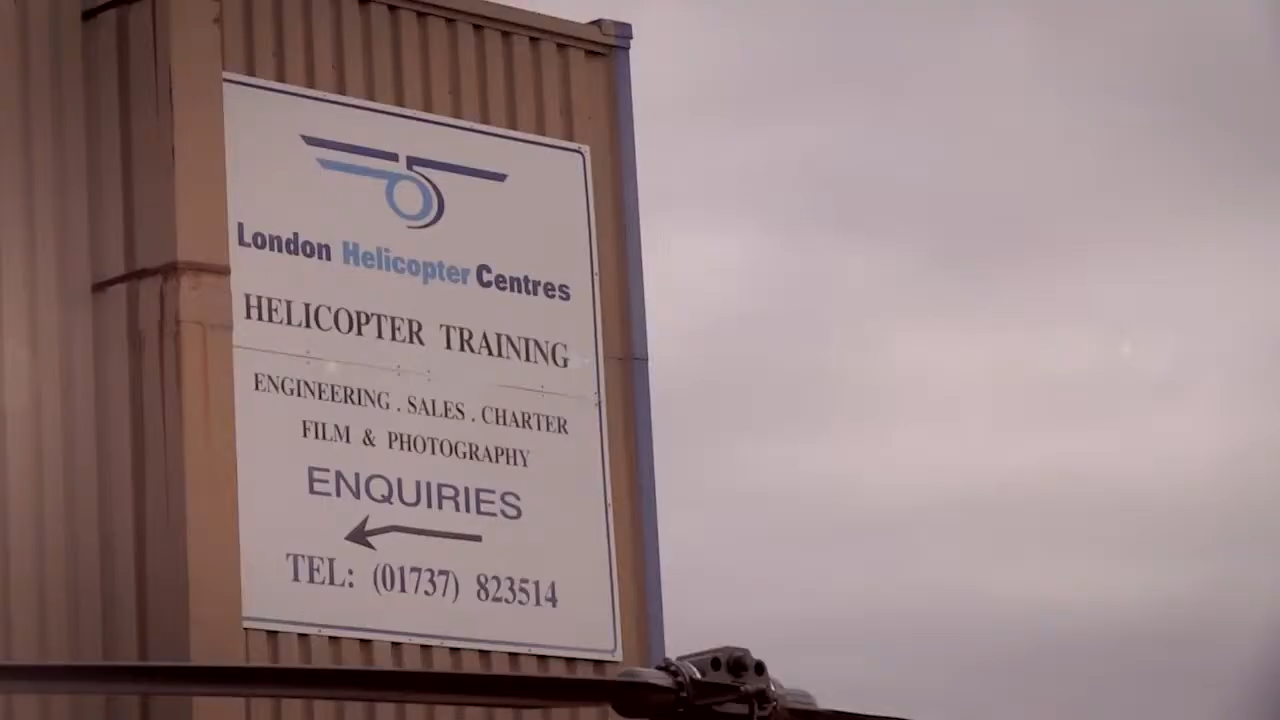 London Helicopter Centres
HELICOPTER TRAINING
ENGINEERING . SALES . CHARTER
FILM & PHOTOGRAPHY
ENQUIRIES
TEL: (01737) 823514